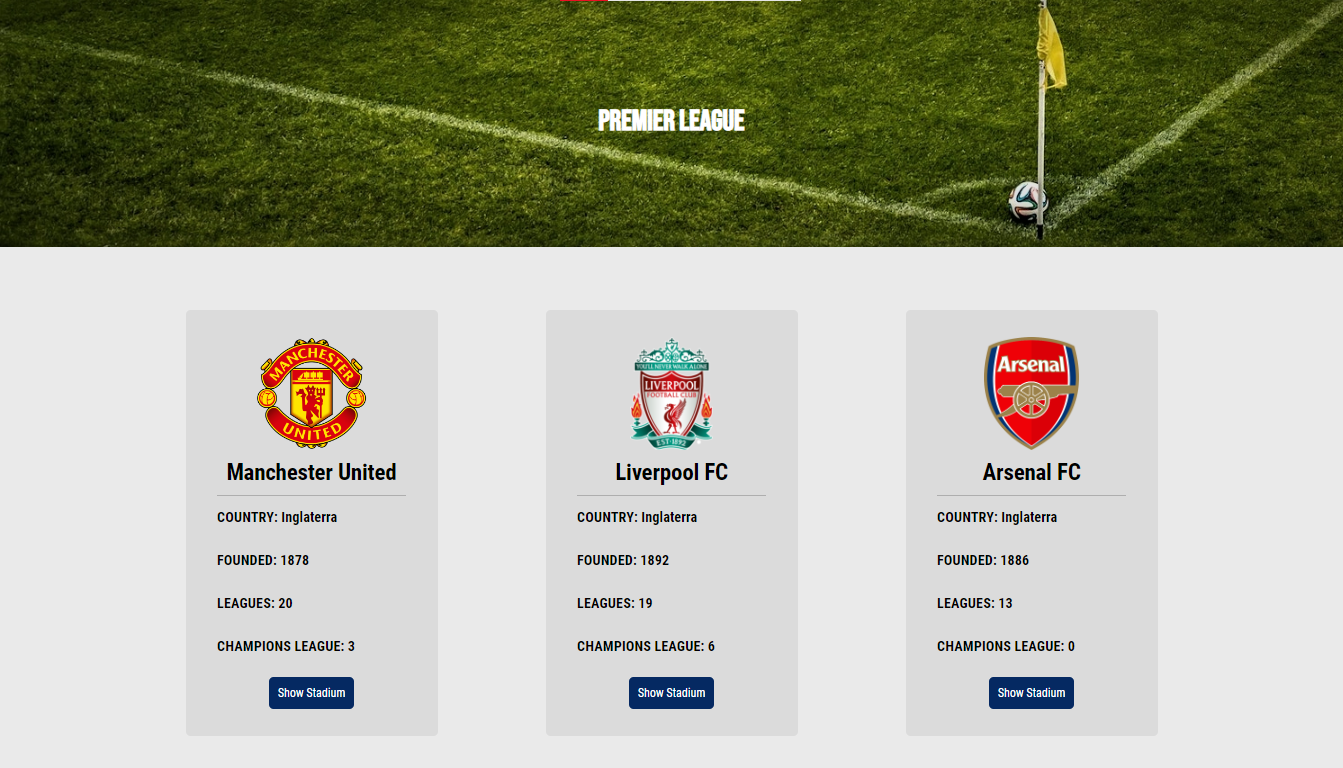 PREMIER LEAGUE
MANCHESTER
UNITED
YOU'LL NEVER WALK ALONE
LIVERPOOL
FOOTBALL CLUB
EST·1892
Arsenal
Manchester United
Liverpool FC
Arsenal FC
COUNTRY: Inglaterra
COUNTRY: Inglaterra
COUNTRY: Inglaterra
FOUNDED: 1878
FOUNDED: 1892
FOUNDED: 1886
LEAGUES: 20
LEAGUES: 19
LEAGUES: 13
CHAMPIONS LEAGUE: 3
CHAMPIONS LEAGUE: 6
CHAMPIONS LEAGUE: 0
Show Stadium
Show Stadium
Show Stadium